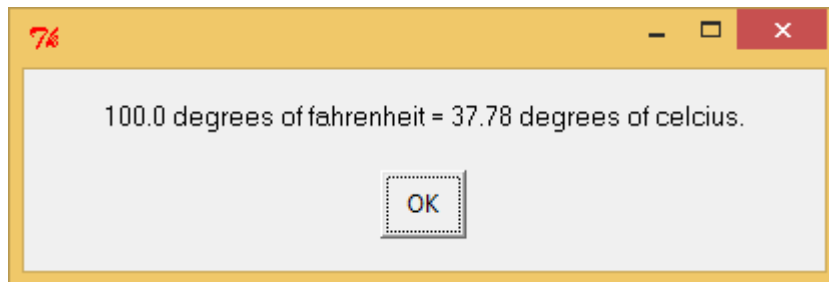 100.0 degrees of fahrenheit = 37.78 degrees of celcius.
OK